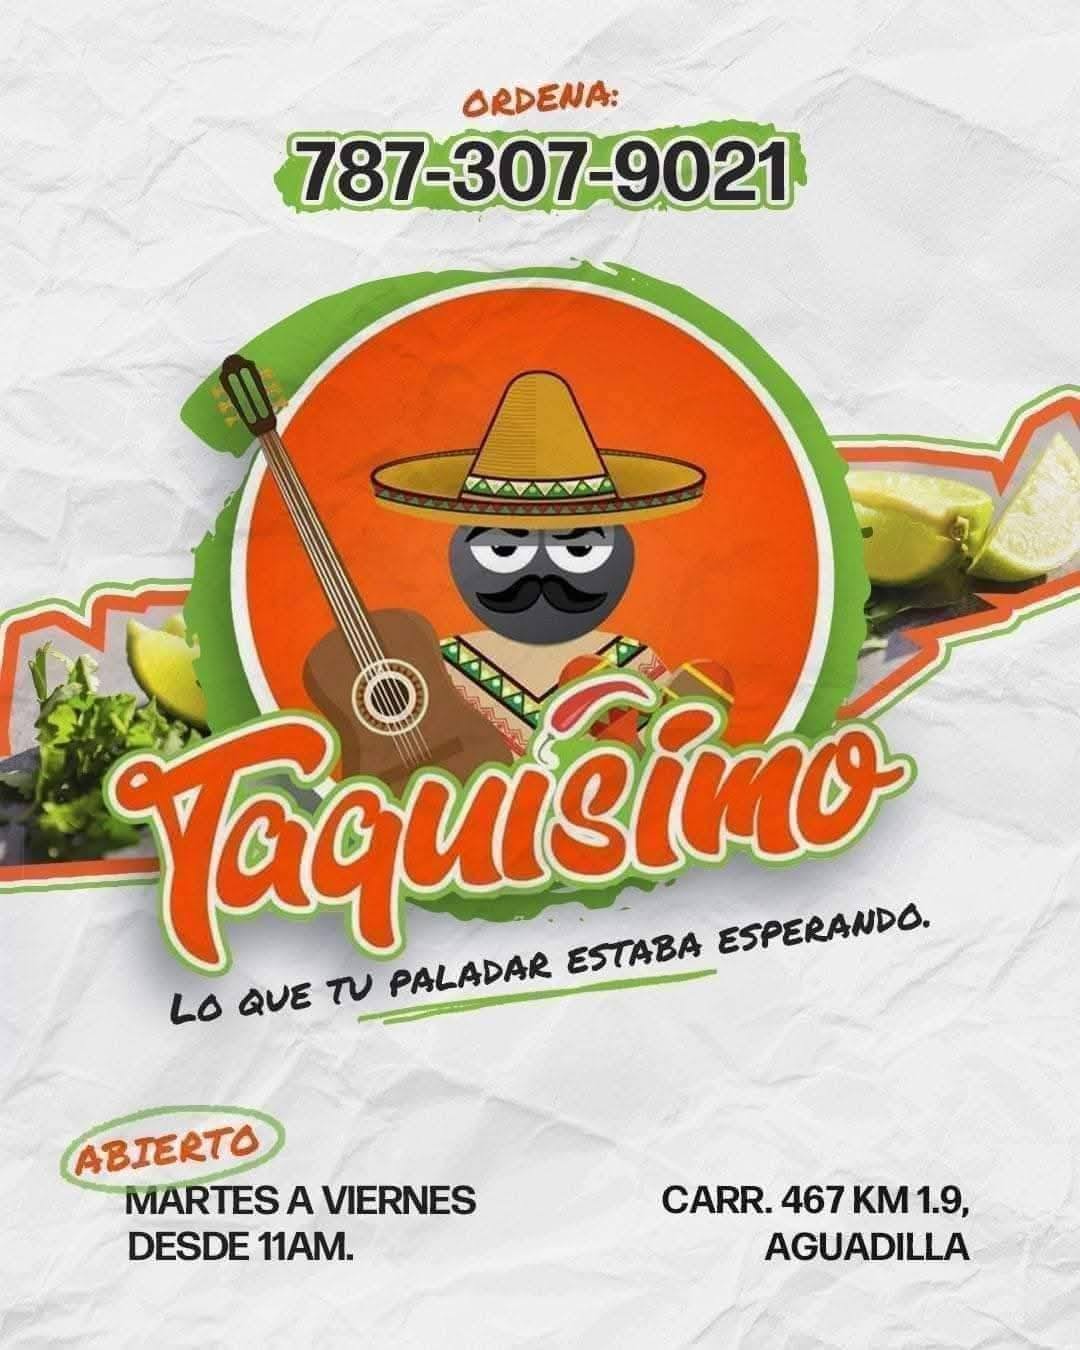 ORDENA:
787-307-9021
Taquisimo
LO QUE TU PALADAR ESTABA ESPERANDO.
ABIERTO
MARTES A VIERNES
DESDE 11AM.
CARR. 467 KM 1.9,
AGUADILLA